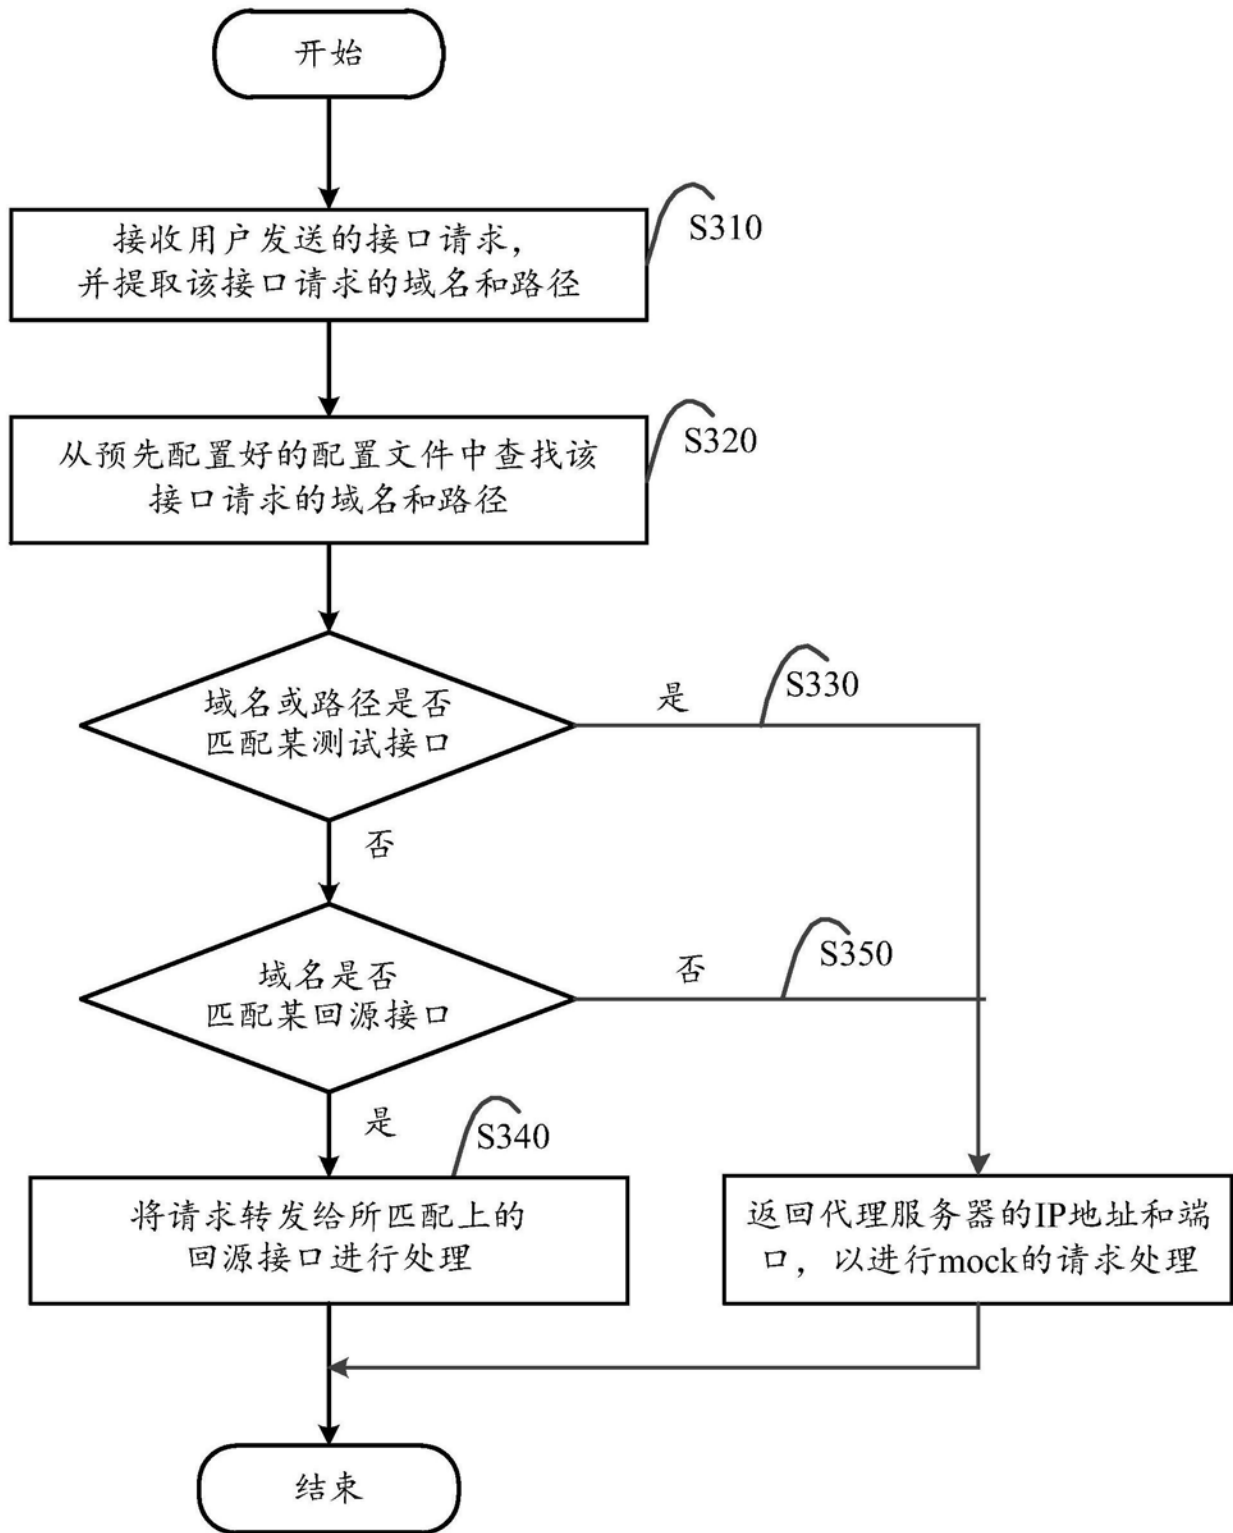 开始
接收用户发送的接口请求，
并提取该接口请求的域名和路径
S310
从预先配置好的配置文件中查找该
接口请求的域名和路径
S320
域名或路径是否
匹配某测试接口
是
S330
否
域名是否
匹配某回源接口
否
S350
是
S340
将请求转发给所匹配上的
回源接口进行处理
返回代理服务器的IP地址和端
口，以进行mock的请求处理
结束